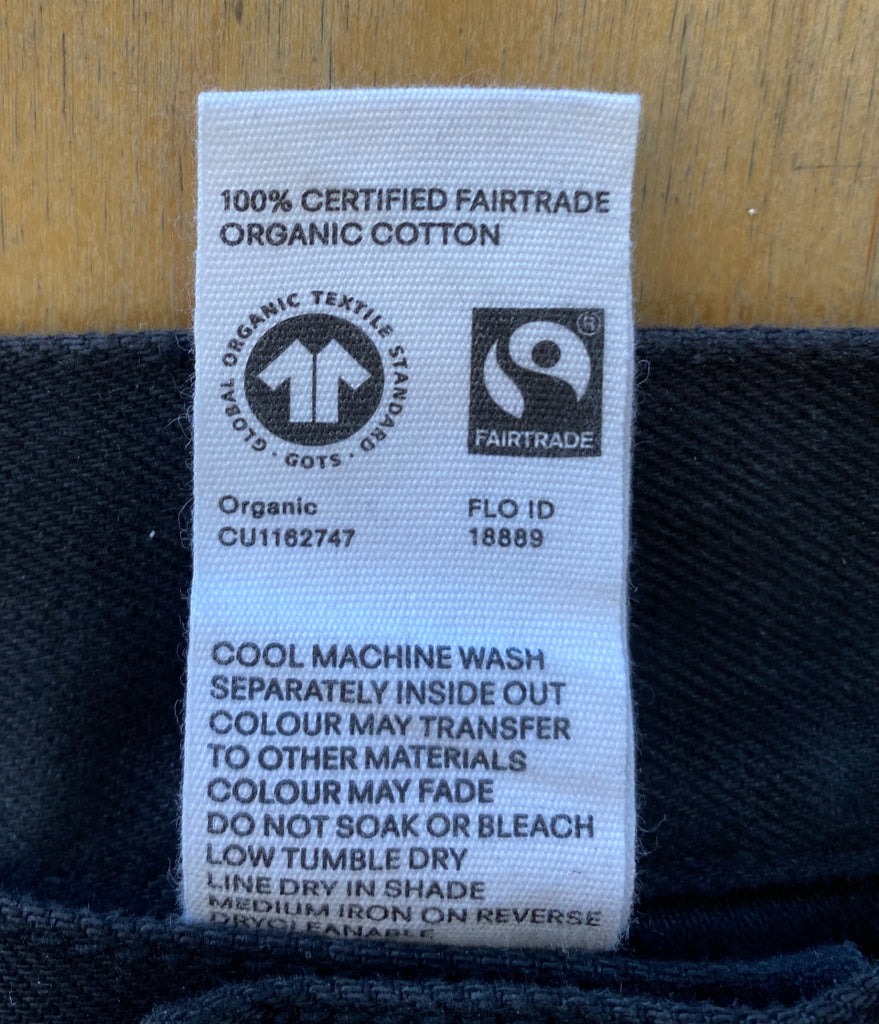 100% CERTIFIED FAIRTRADE
ORGANIC COTTON
GLOBAL ORGANIC TEXTILE STANDARD
· GOTS ·
®
FAIRTRADE
Organic
CU1162747
FLO ID
18889
COOL MACHINE WASH
SEPARATELY INSIDE OUT
COLOUR MAY TRANSFER
TO OTHER MATERIALS
COLOUR MAY FADE
DO NOT SOAK OR BLEACH
LOW TUMBLE DRY
LINE DRY IN SHADE
MEDIUM IRON ON REVERSE
DRYCLEANABLE